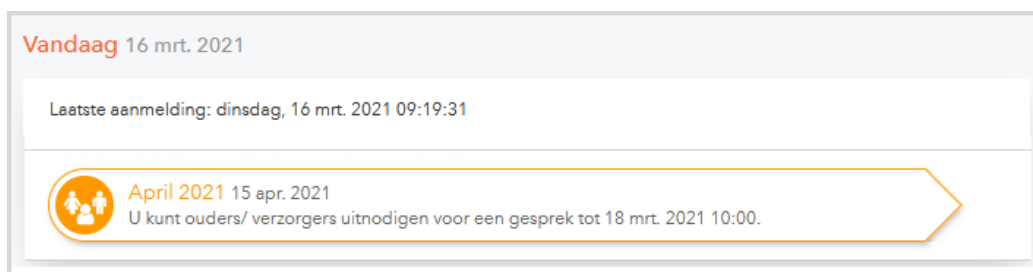 Vandaag 16 mrt. 2021
Laatste aanmelding: dinsdag, 16 mrt. 2021 09:19:31
April 2021 15 apr. 2021
U kunt ouders/ verzorgers uitnodigen voor een gesprek tot 18 mrt. 2021 10:00.